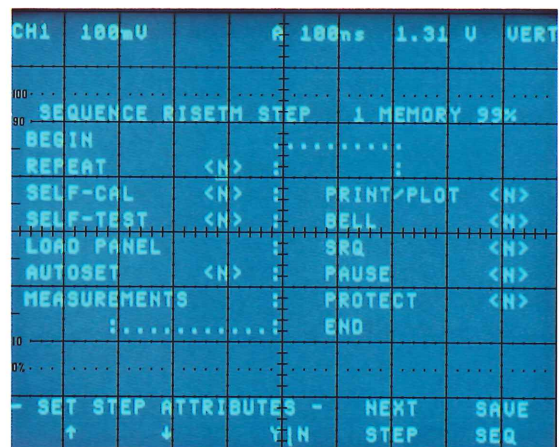 CH1 100mV A 100ns 1.31 V VERT
100
90
SEQUENCE RISETM STEP 1 MEMORY 99%
BEGIN
REPEAT <N>
SELF-CAL <N> PRINT/PLOT <N>
SELF-TEST <N> BELL <N>
LOAD PANEL SRQ <N>
AUTOSET <N> PAUSE <N>
MEASUREMENTS PROTECT <N>
END
10
0%
- SET STEP ATTRIBUTES - NEXT SAVE
↑ ↓ Y|N STEP SEQ